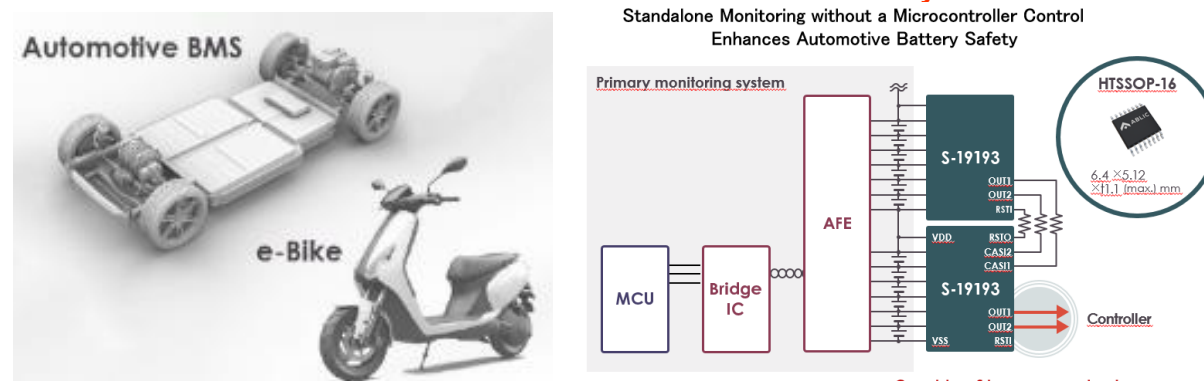 Automotive BMS
e-Bike
Standalone Monitoring without a Microcontroller Control
Enhances Automotive Battery Safety
Primary monitoring system
MCU
Bridge
IC
AFE
S-19193
OUT1
OUT2
RSTI
VDD
RSTO
CASI2
CASI1
S-19193
OUT1
OUT2
VSS
RSTI
Controller
HTSSOP-16
ABLIC
6.4 ×5.12
×t1.1 (max.) mm